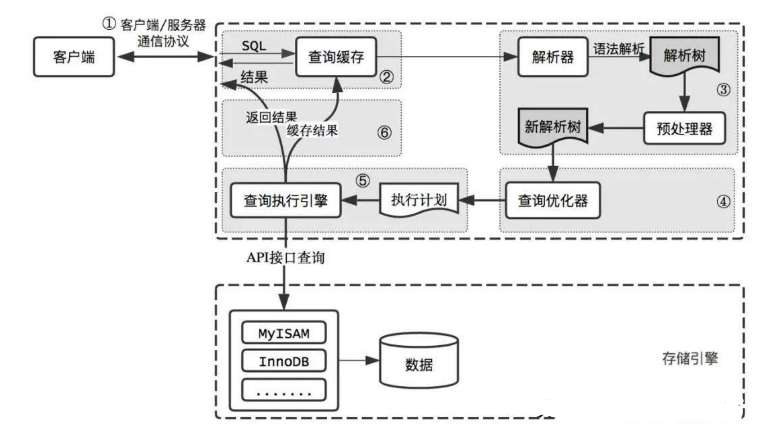 ① 客户端/服务器
通信协议
客户端
SQL
结果
查询缓存
②
解析器
语法解析
解析树
③
新解析树
预处理器
返回结果
缓存结果
⑥
⑤
查询执行引擎
执行计划
查询优化器
④
API接口查询
MyISAM
InnoDB
.......
数据
存储引擎